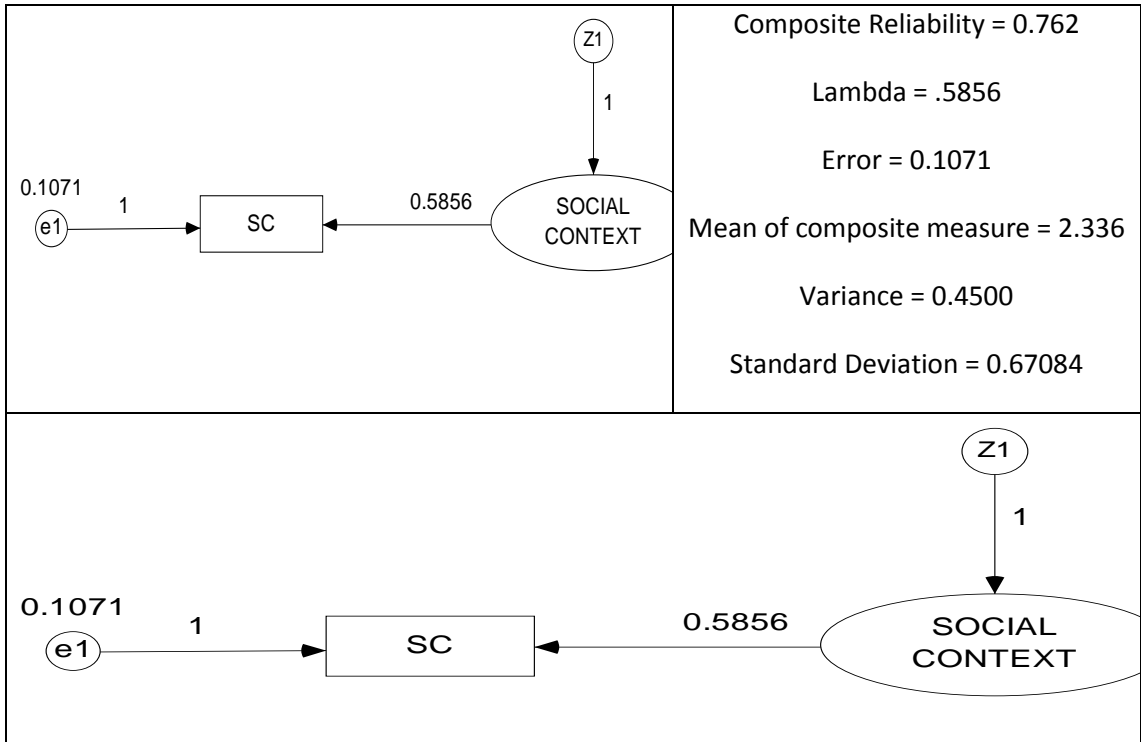 Z1
1
0.1071
1
0.5856
e1
SC
SOCIAL
CONTEXT
Composite Reliability = 0.762
Lambda = .5856
Error = 0.1071
Mean of composite measure = 2.336
Variance = 0.4500
Standard Deviation = 0.67084
Z1
1
0.1071
1
0.5856
e1
SC
SOCIAL
CONTEXT